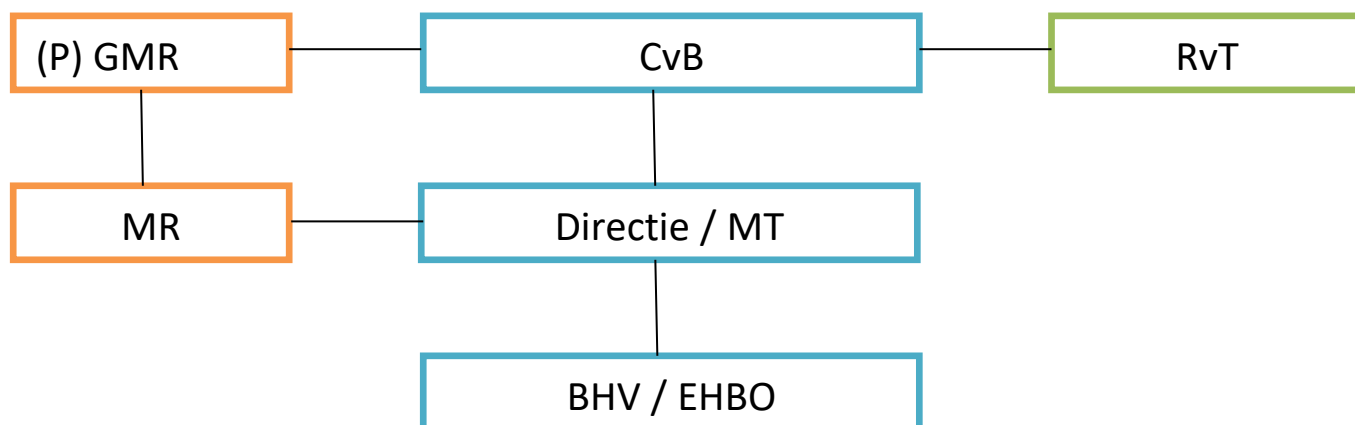 (P) GMR
CvB
RvT
MR
Directie / MT
BHV / EHBO